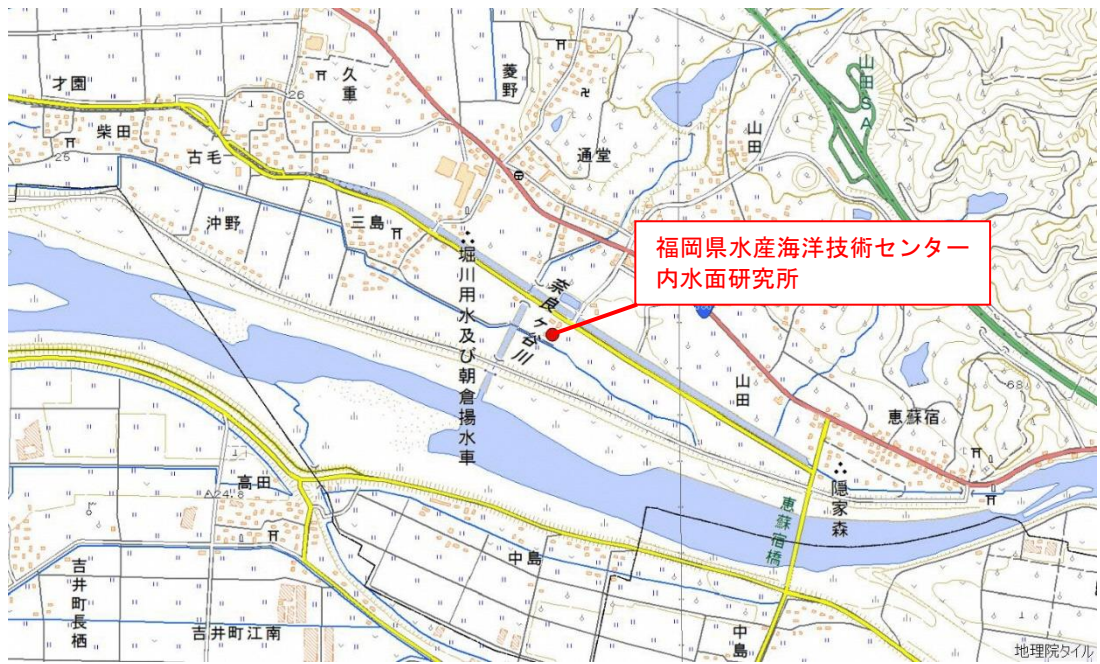 山田SA
久重
菱野
才園
26
柴田
通堂
山田
古毛
25
沖野
三島
福岡県水産海洋技術センター
内水面研究所
奈良ヶ谷川
堀川用水及び朝倉揚水車
山田
68
恵蘇宿
隠家森
高田
24.8
恵蘇宿橋
中島
吉井町長栖
吉井町江南
中島
地理院タイル